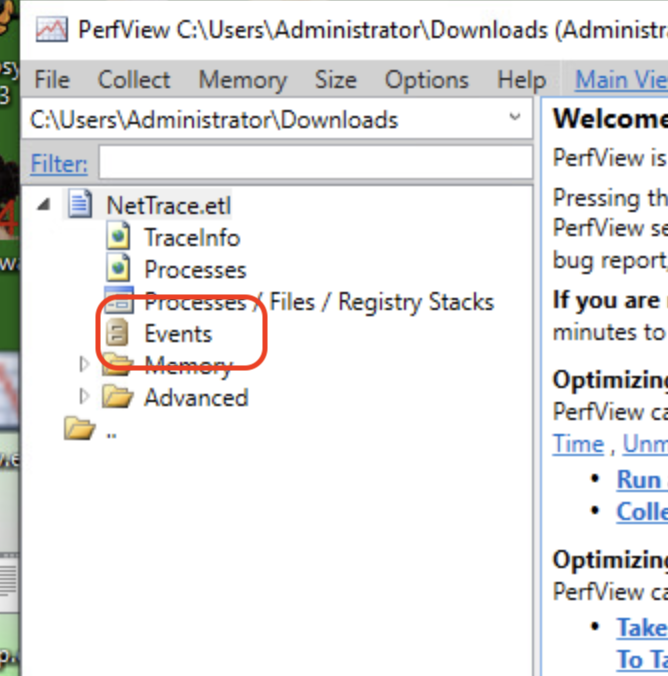 PerfView C:\Users\Administrator\Downloads (Administra
File Collect Memory Size Options Help Main Vie
C:\Users\Administrator\Downloads
Filter:
NetTrace.etl
TraceInfo
Processes
Processes / Files / Registry Stacks
Events
Memory
Advanced
..
Welcome
PerfView is
Pressing th
PerfView se
bug report,
If you are
minutes to
Optimizing
PerfView ca
Time , Unm
• Run
• Colle
Optimizing
PerfView ca
• Take
To Ta